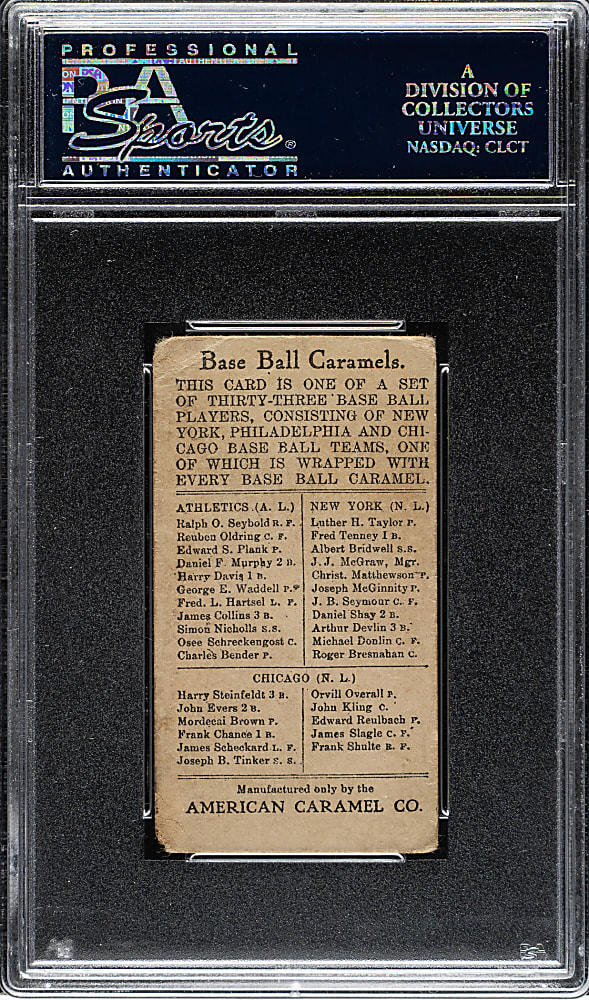 PROFESSIONAL
PSA
Sports®
AUTHENTICATOR
A
DIVISION OF
COLLECTORS
UNIVERSE
NASDAQ: CLCT
Base Ball Caramels.
THIS CARD IS ONE OF A SET
OF THIRTY-THREE BASE BALL
PLAYERS, CONSISTING OF NEW
YORK, PHILADELPHIA AND CHI-
CAGO BASE BALL TEAMS, ONE
OF WHICH IS WRAPPED WITH
EVERY BASE BALL CARAMEL.
ATHLETICS (A. L.)
Ralph O. Seybold R. F.
Reuben Oldring C. F.
Edward S. Plank P.
Daniel F. Murphy 2 B.
Harry Davis 1 B.
George E. Waddell P.
Fred. L. Hartsel L. F.
James Collins 3 B.
Simon Nicholls S.S.
Osee Schreckengost C.
Charles Bender P.
NEW YORK (N. L.)
Luther H. Taylor P.
Fred Tenney I B.
Albert Bridwell S.S.
J. J. McGraw, Mgr.
Christ. Matthewson P.
Joseph McGinnity P.
J. B. Seymour C. F.
Daniel Shay 2 B.
Arthur Devlin 3 B.
Michael Donlin C. F.
Roger Bresnahan C.
CHICAGO (N. L.)
Harry Steinfeldt 3 B.
John Evers 2 B.
Mordecai Brown P.
Frank Chance 1 B.
James Scheckard L. F.
Joseph B. Tinker S. S.
Orvill Overall P.
John Kling C.
Edward Reulbach P.
James Slagle C. F.
Frank Shulte R. F.
Manufactured only by the
AMERICAN CARAMEL CO.